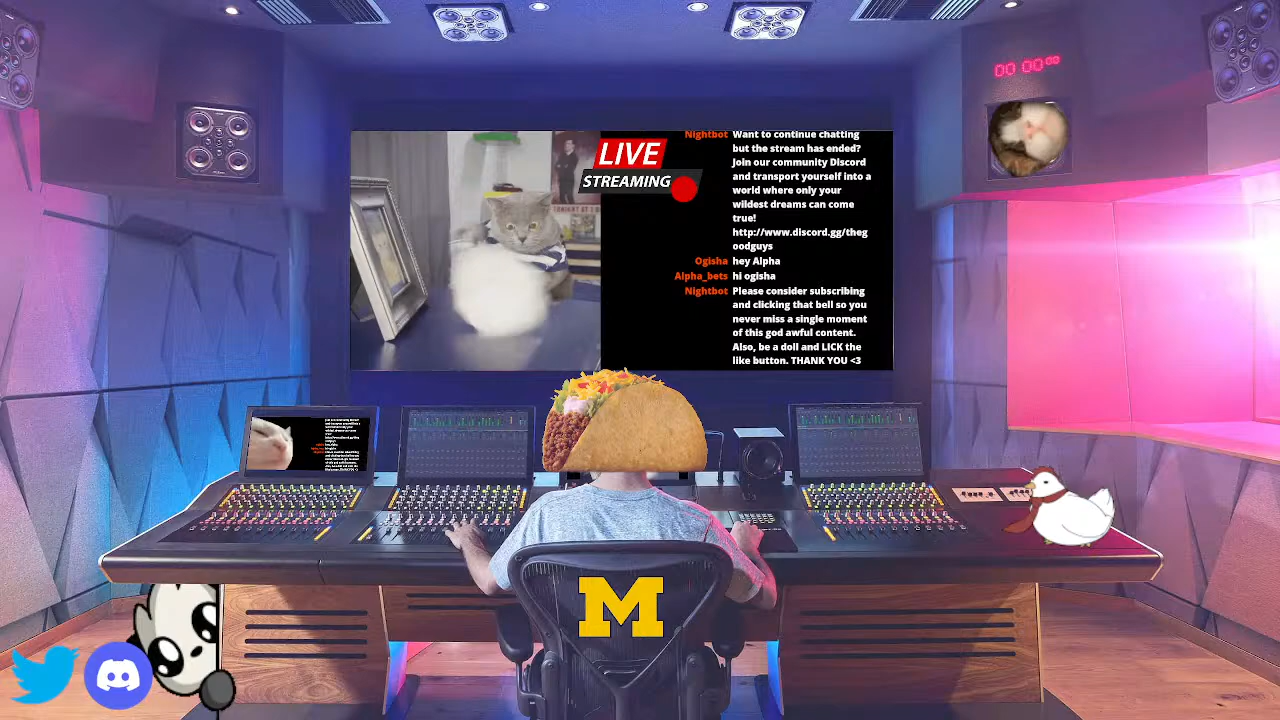 00 00 00
LIVE
STREAMING
Nightbot Want to continue chatting
but the stream has ended?
Join our community Discord
and transport yourself into a
world where only your
wildest dreams can come
true!
http://www.discord.gg/theg
oodguys
Ogisha hey Alpha
Alpha_bets hi ogisha
Nightbot Please consider subscribing
and clicking that bell so you
never miss a single moment
of this god awful content.
Also, be a doll and LICK the
like button. THANK YOU <3
M